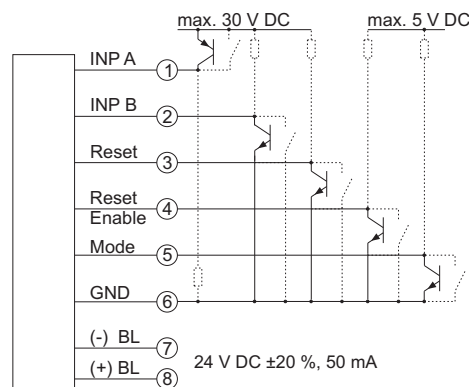 max. 30 V DC
max. 5 V DC
INP A
1
INP B
2
Reset
3
Reset
Enable
4
Mode
5
GND
6
(-) BL
7
24 V DC ±20 %, 50 mA
(+) BL
8